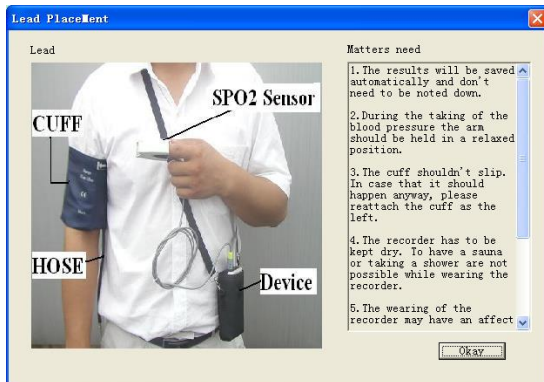 Lead PlaceMent
Lead
SPO2 Sensor
CUFF
HOSE
Device
Matters need
1.The results will be saved
automatically and don't
need to be noted down.
2.During the taking of the
blood pressure the arm
should be held in a relaxed
position.
3.The cuff shouldn't slip.
In case that it should
happen anyway, please
reattach the cuff as the
left.
4.The recorder has to be
kept dry. To have a sauna
or taking a shower are not
possible while wearing the
recorder.
5.The wearing of the
recorder may have an affect
Okay